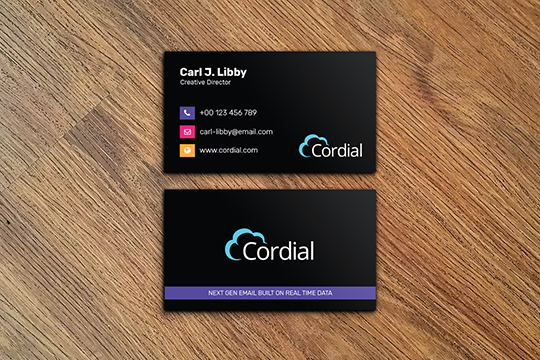 Carl J. Libby
Creative Director
+00 123 456 789
carl-libby@email.com
www.cordial.com
Cordial
Cordial
NEXT GEN EMAIL BUILT ON REAL TIME DATA